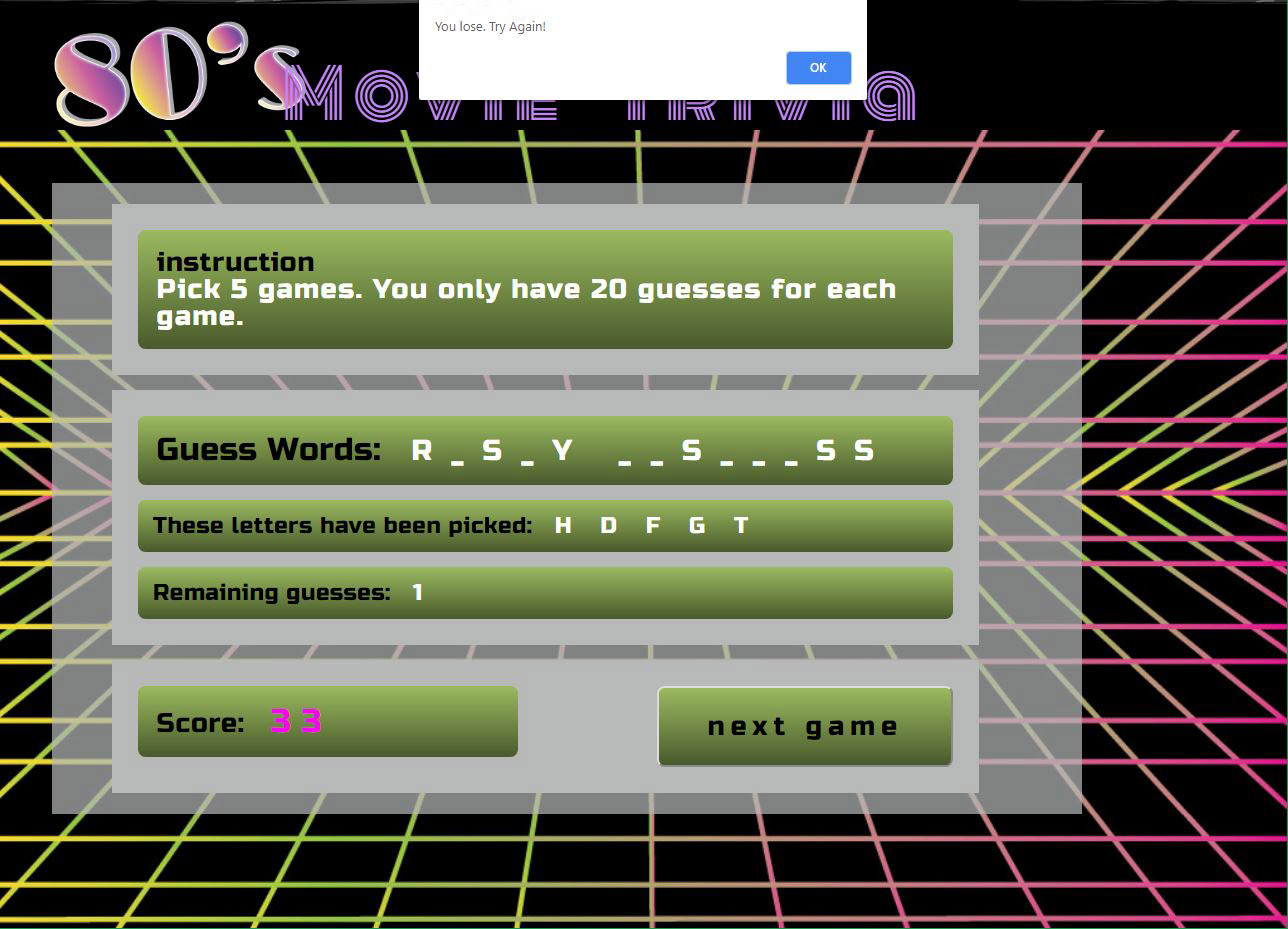 You lose. Try Again!
OK
80's Movie Trivia
instruction
Pick 5 games. You only have 20 guesses for each
game.
Guess Words: R _ S _ Y _ _ S _ _ _ S S
These letters have been picked: H D F G T
Remaining guesses: 1
Score: 33
next game